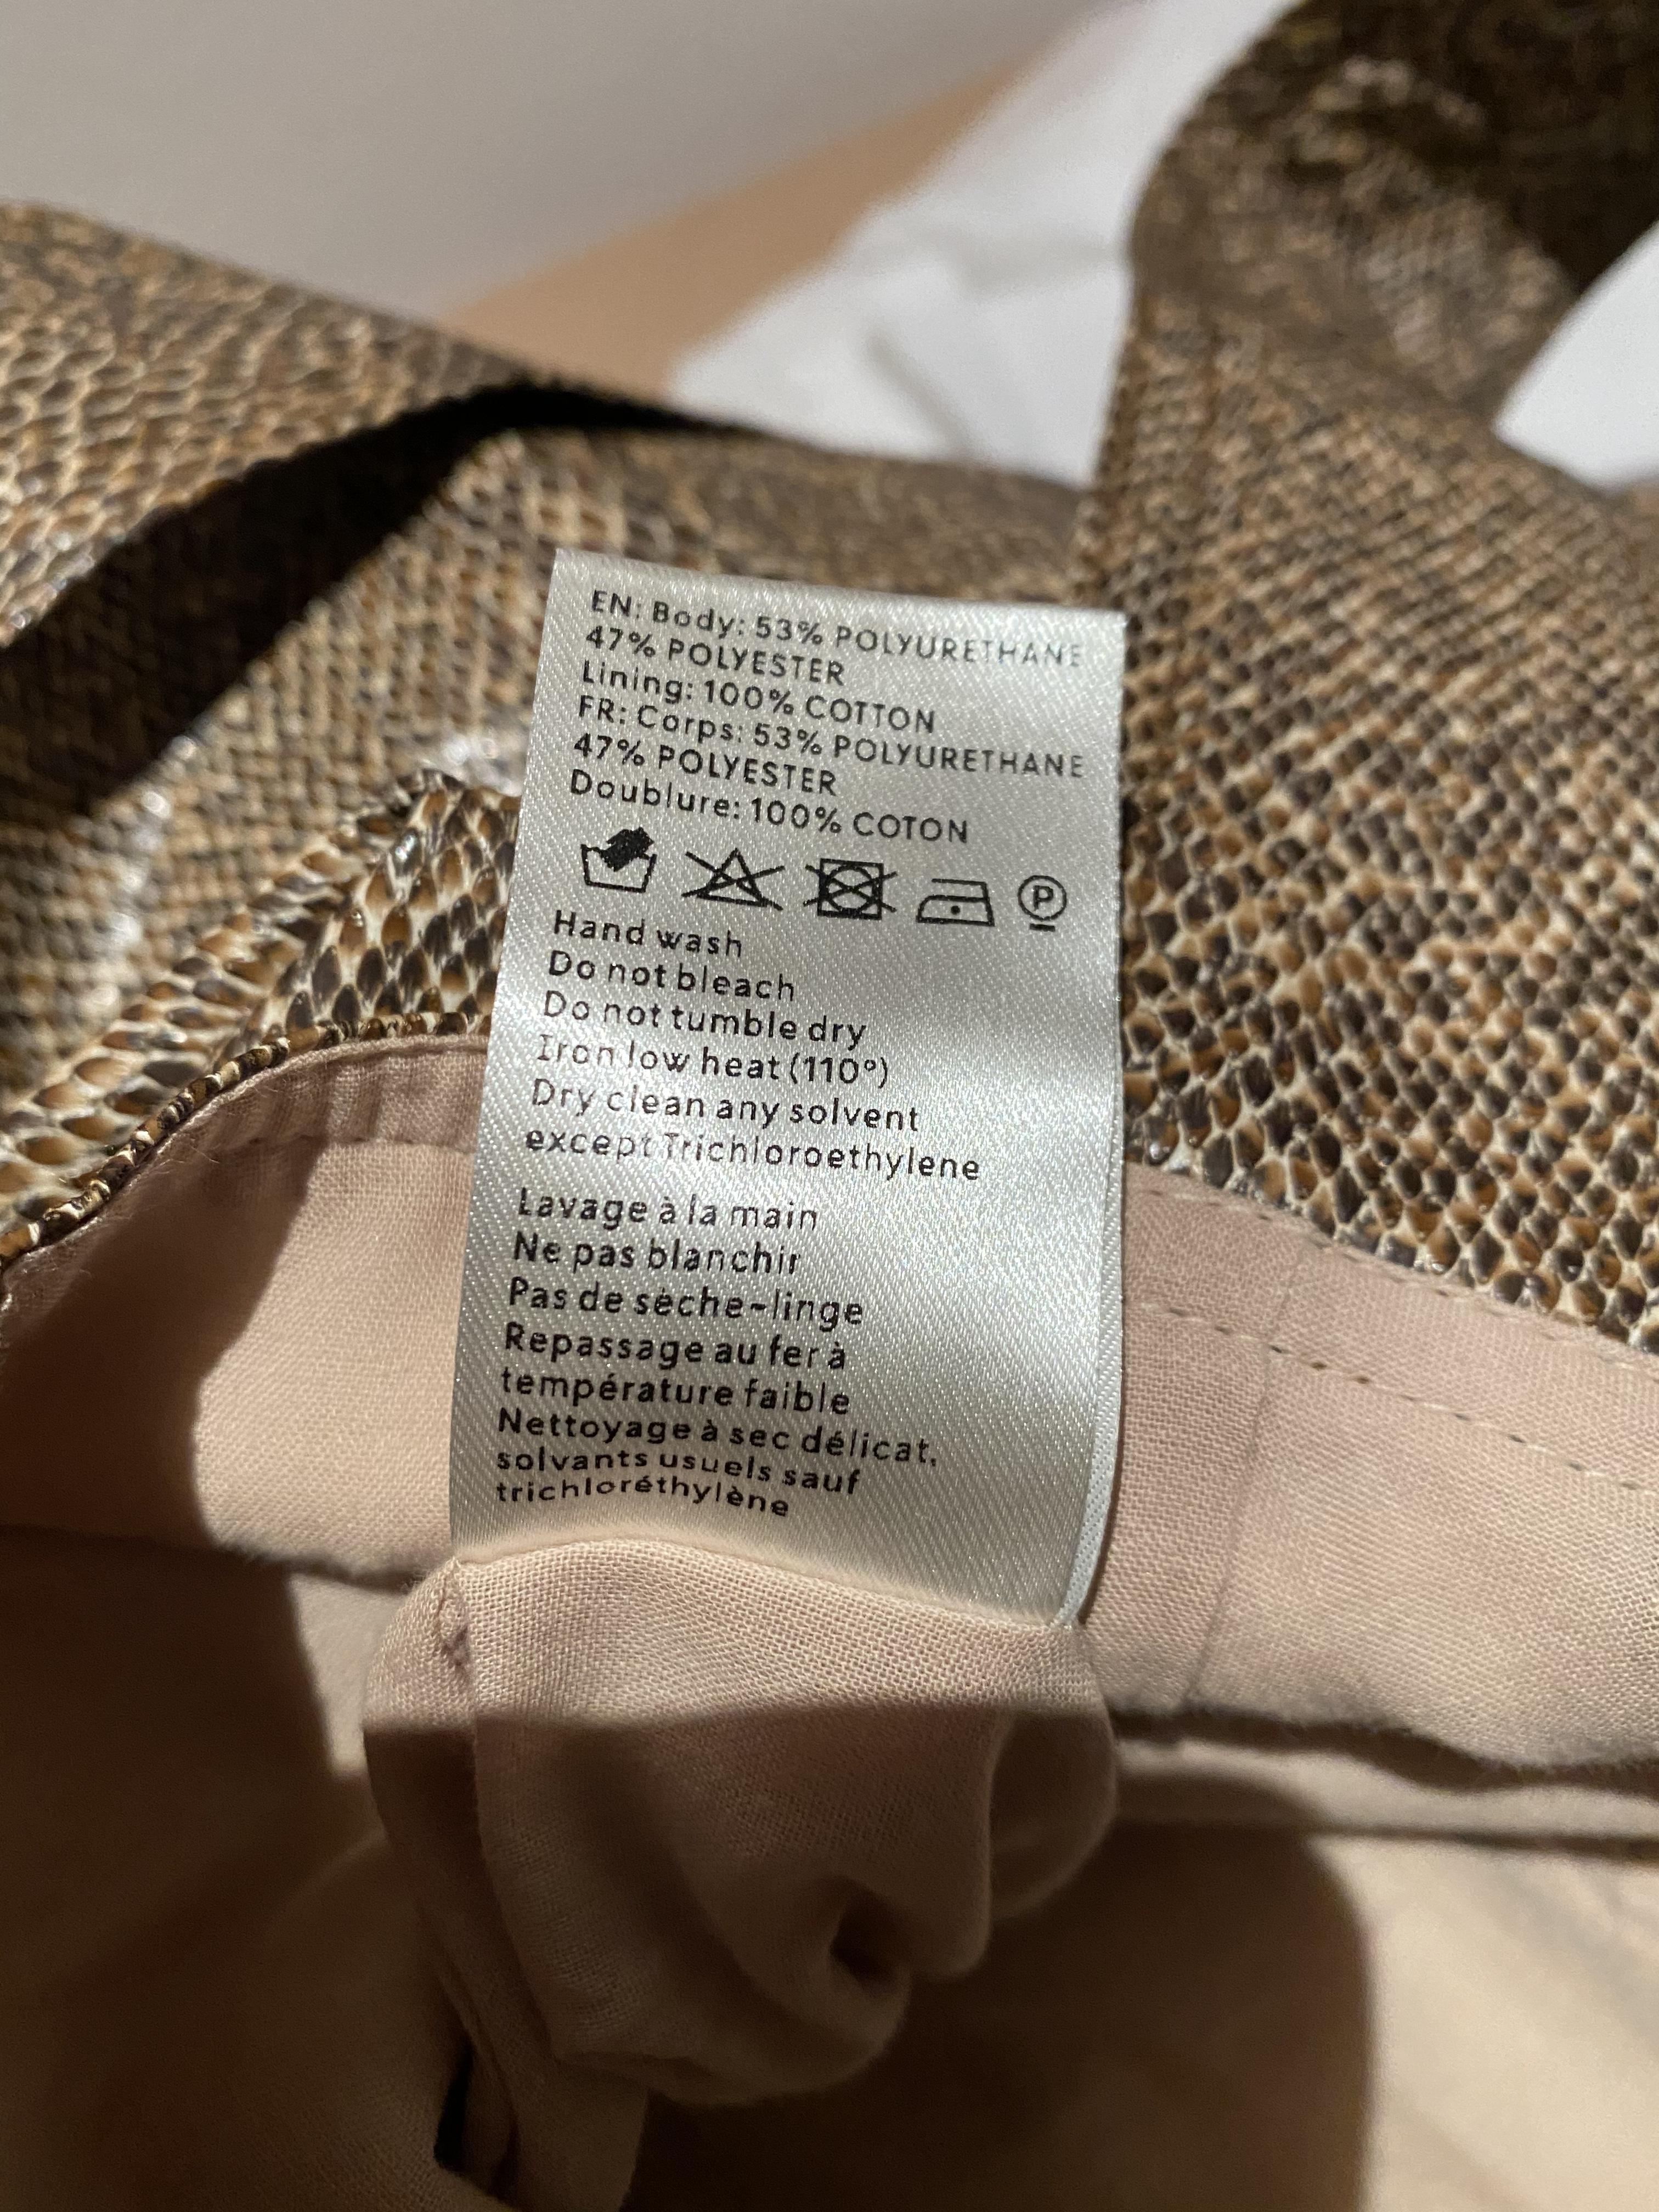 EN: Body: 53% POLYURETHANE
47% POLYESTER
Lining: 100% COTTON
FR: Corps: 53% POLYURETHANE
47% POLYESTER
Doublure: 100% COTON
P
Hand wash
Do not bleach
Do not tumble dry
Iron low heat (110°)
Dry clean any solvent
except Trichloroethylene
Lavage à la main
Ne pas blanchir
Pas de sèche-linge
Repassage au fer à
température faible
Nettoyage à sec délicat,
solvants usuels sauf
trichloréthylène